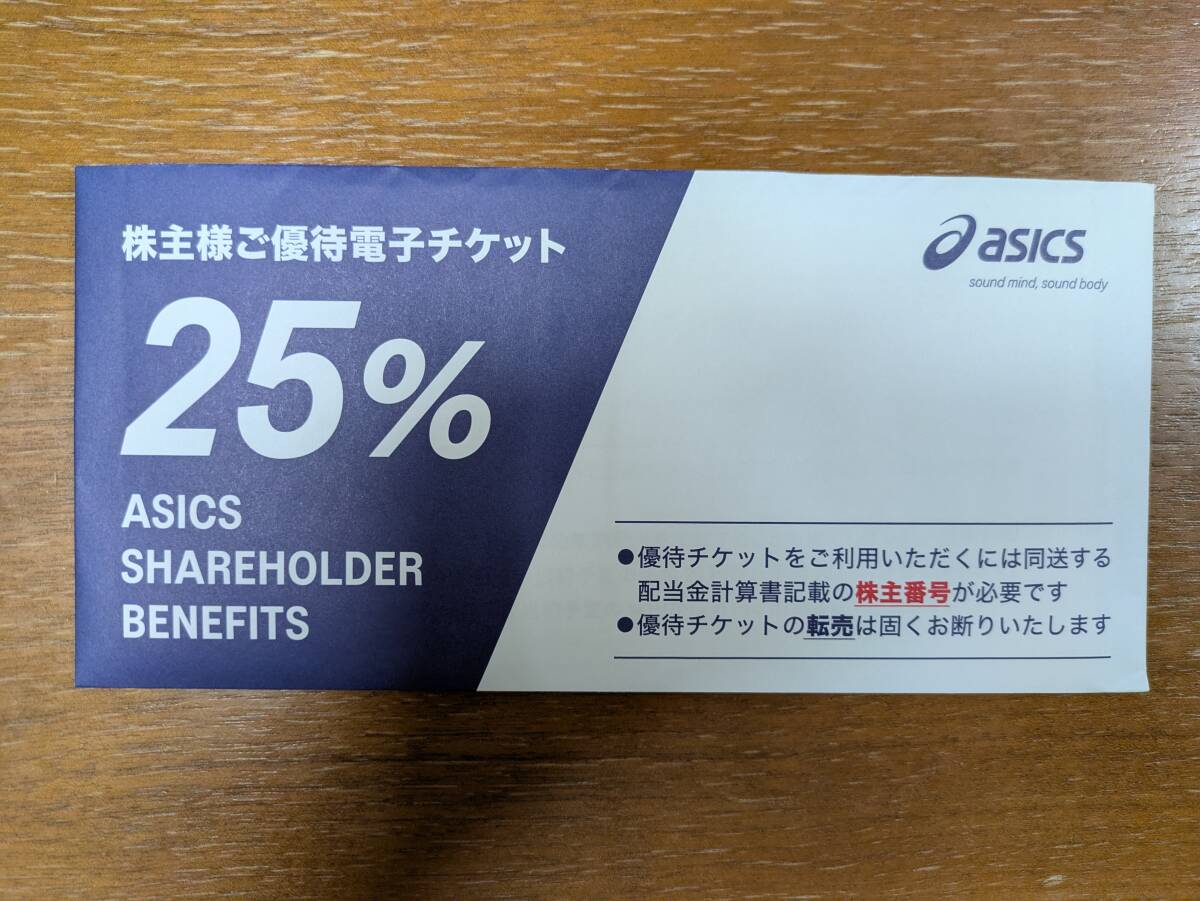 株主様ご優待電子チケット
25%
ASICS
SHAREHOLDER
BENEFITS
asics
sound mind, sound body
●優待チケットをご利用いただくには同送する
配当金計算書記載の株主番号が必要です
●優待チケットの転売は固くお断りいたします